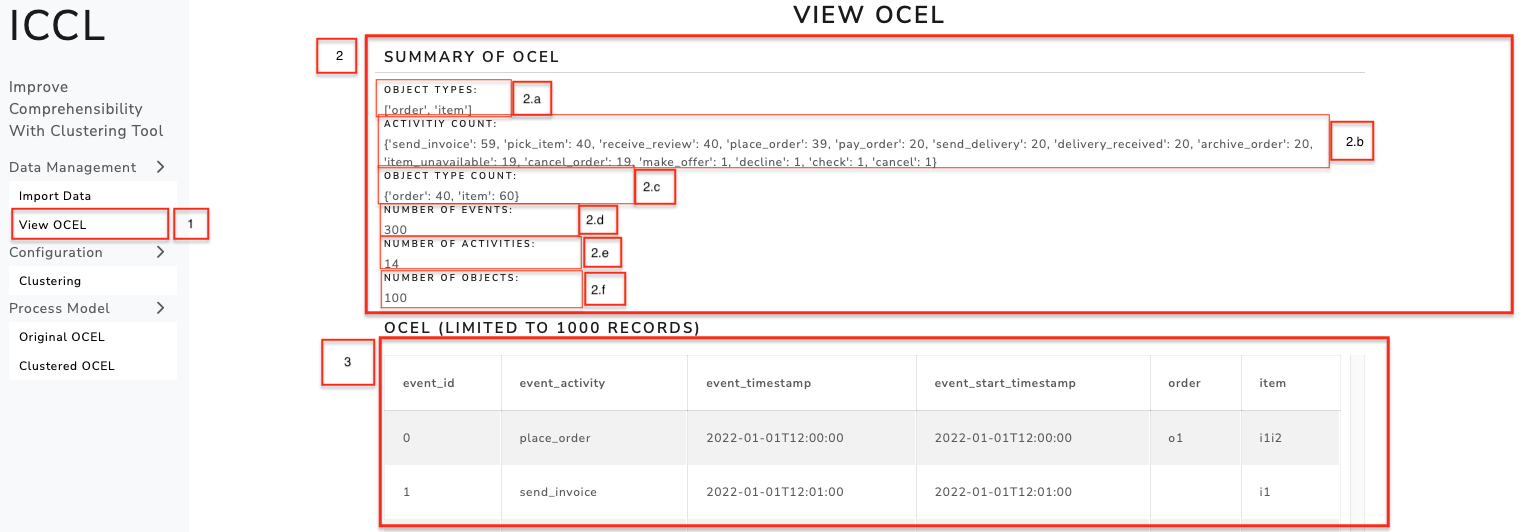 ICCL
Improve
Comprehensibility
With Clustering Tool
Data Management
Import Data
View OCEL
1
Configuration
Clustering
Process Model
Original OCEL
Clustered OCEL
VIEW OCEL
2
SUMMARY OF OCEL
OBJECT TYPES:
['order', 'item']
2.a
ACTIVITIY COUNT:
{'send_invoice': 59, 'pick_item': 40, 'receive_review': 40, 'place_order': 39, 'pay_order': 20, 'send_delivery': 20, 'delivery_received': 20, 'archive_order': 20,
'item_unavailable': 19, 'cancel_order': 19, 'make_offer': 1, 'decline': 1, 'check': 1, 'cancel': 1}
2.b
OBJECT TYPE COUNT:
{'order': 40, 'item': 60}
2.c
NUMBER OF EVENTS:
300
2.d
NUMBER OF ACTIVITIES:
14
2.e
NUMBER OF OBJECTS:
100
2.f
OCEL (LIMITED TO 1000 RECORDS)
3
event_id event_activity event_timestamp event_start_timestamp order item
0 place_order 2022-01-01T12:00:00 2022-01-01T12:00:00 o1 i1i2
1 send_invoice 2022-01-01T12:01:00 2022-01-01T12:01:00 i1